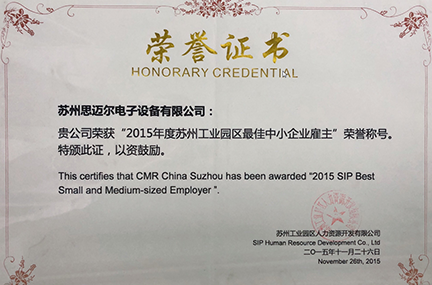 荣誉证书
HONORARY CREDENTIAL
苏州思迈尔电子设备有限公司：
贵公司荣获“2015年度苏州工业园区最佳中小企业雇主”荣誉称号。
特颁此证，以资鼓励。
This certifies that CMR China Suzhou has been awarded “2015 SIP Best
Small and Medium-sized Employer ”.
苏州工业园区人力资源开发有限公司
SIP Human Resource Development Co., Ltd
二〇一五年十一月二十六日
November 26th, 2015